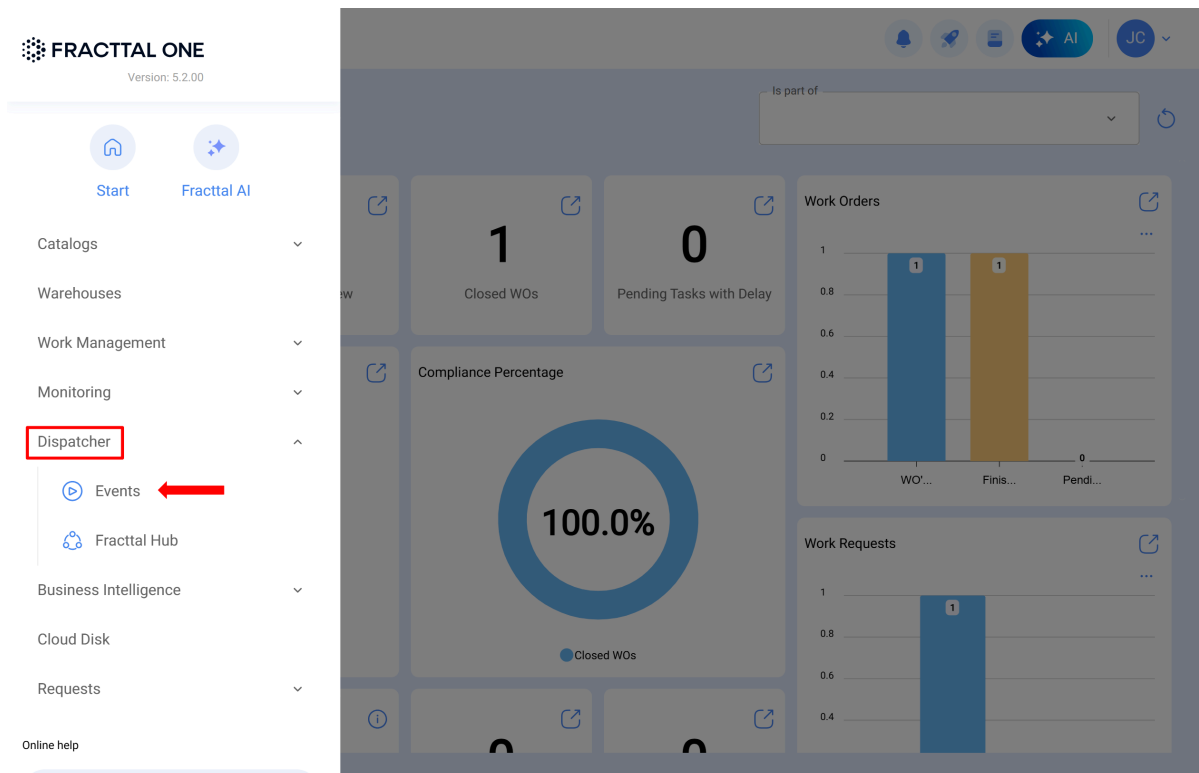 FRACTTAL ONE
Version: 5.2.00
Start
Fracttal AI
Catalogs
Warehouses
Work Management
Monitoring
Dispatcher
Events
Fracttal Hub
Business Intelligence
Cloud Disk
Requests
Online help
AI
JC
Is part of
ew
1
Closed WOs
0
Pending Tasks with Delay
Work Orders
...
1
0.8
0.6
0.4
0.2
0
1
1
0
WO'...
Finis...
Pendi...
Compliance Percentage
100.0%
Closed WOs
Work Requests
...
1
0.8
0.6
0.4
1